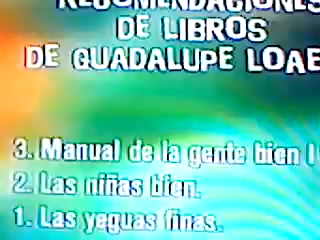 RECOMENDACIONES
DE LIBROS
DE GUADALUPE LOAE
3. Manual de la gente bien I
2. Las niñas bien.
1. Las yeguas finas.